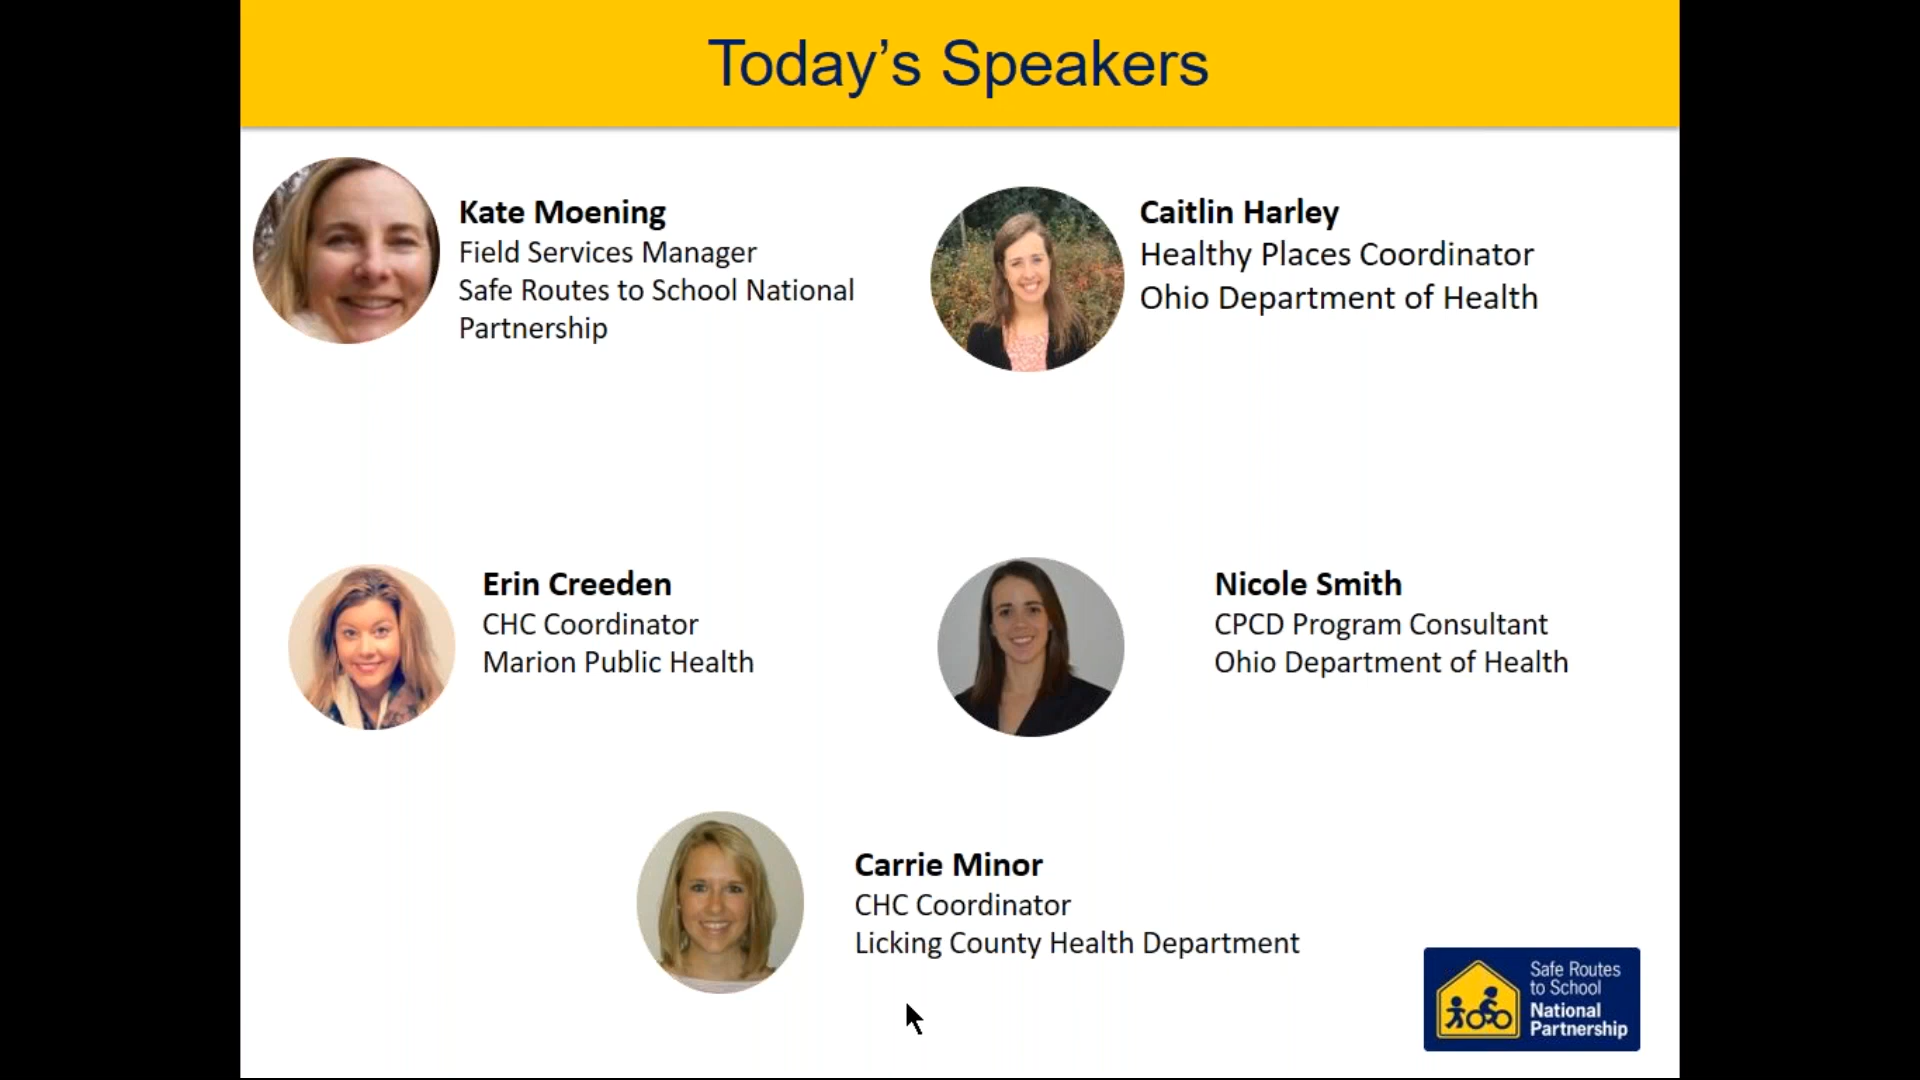 Today’s Speakers
Kate Moening
Field Services Manager
Safe Routes to School National
Partnership
Caitlin Harley
Healthy Places Coordinator
Ohio Department of Health
Erin Creeden
CHC Coordinator
Marion Public Health
Nicole Smith
CPCD Program Consultant
Ohio Department of Health
Carrie Minor
CHC Coordinator
Licking County Health Department
Safe Routes
to School
National
Partnership